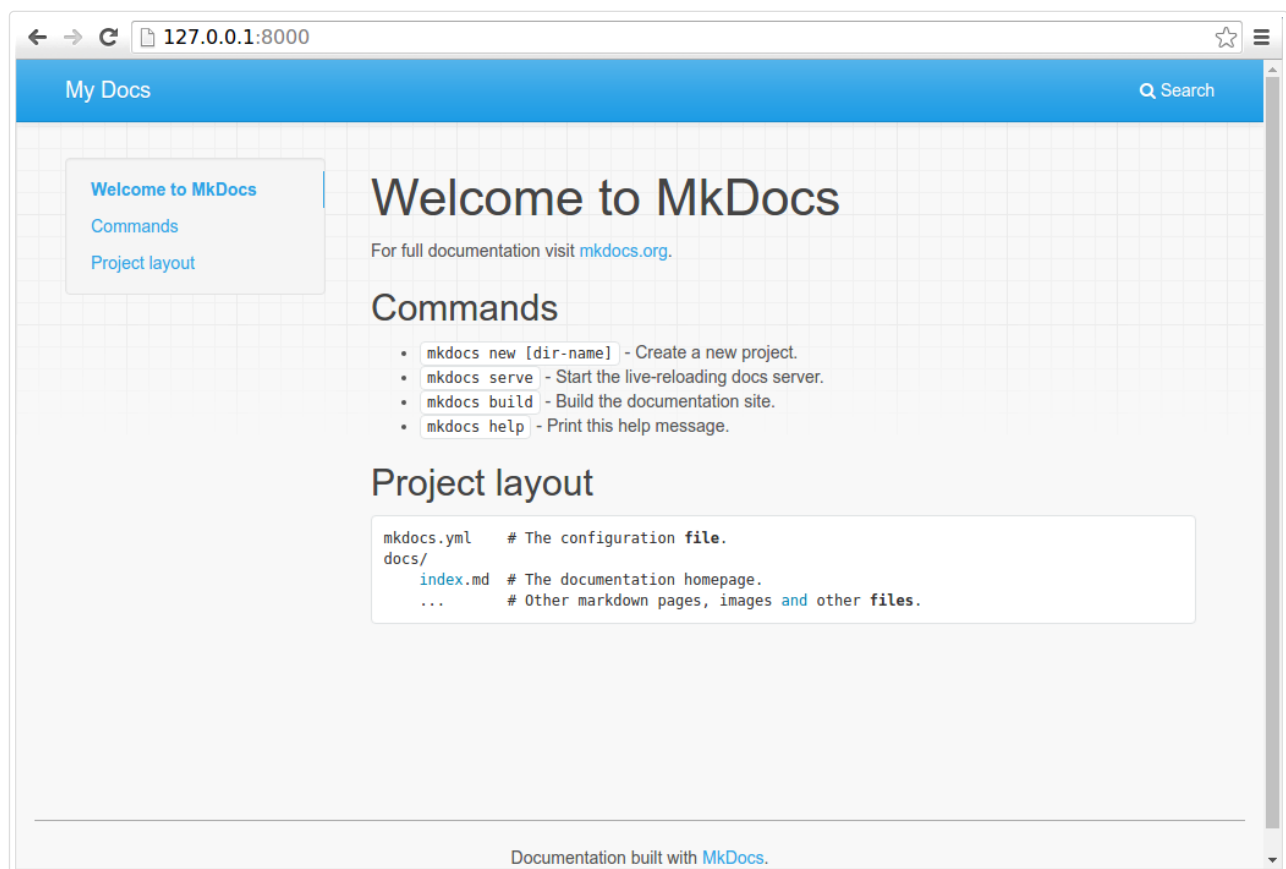 127.0.0.1:8000
My Docs
Search
Welcome to MkDocs
Commands
Project layout
Welcome to MkDocs
For full documentation visit mkdocs.org.
Commands
• mkdocs new [dir-name] - Create a new project.
• mkdocs serve - Start the live-reloading docs server.
• mkdocs build - Build the documentation site.
• mkdocs help - Print this help message.
Project layout
mkdocs.yml    # The configuration file.
docs/
    index.md  # The documentation homepage.
    ...       # Other markdown pages, images and other files.
Documentation built with MkDocs.